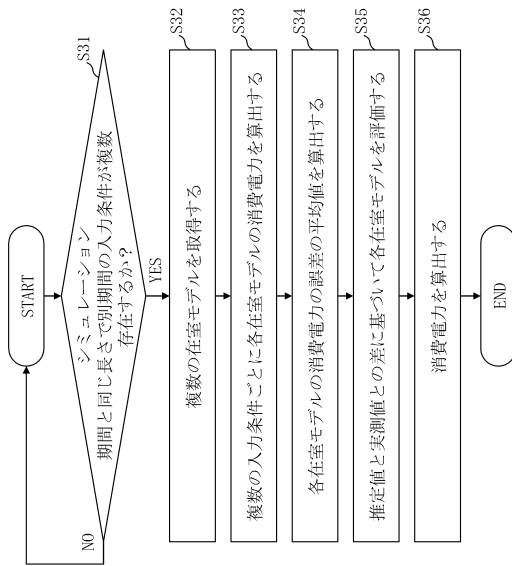 START
S31
シミュレーション
期間と同じ長さで別期間の入力条件が複数
存在するか？
NO
YES
S32
複数の在室モデルを取得する
S33
複数の入力条件ごとに各在室モデルの消費電力を算出する
S34
各在室モデルの消費電力の誤差の平均値を算出する
S35
推定値と実測値との差に基づいて各在室モデルを評価する
S36
消費電力を算出する
END